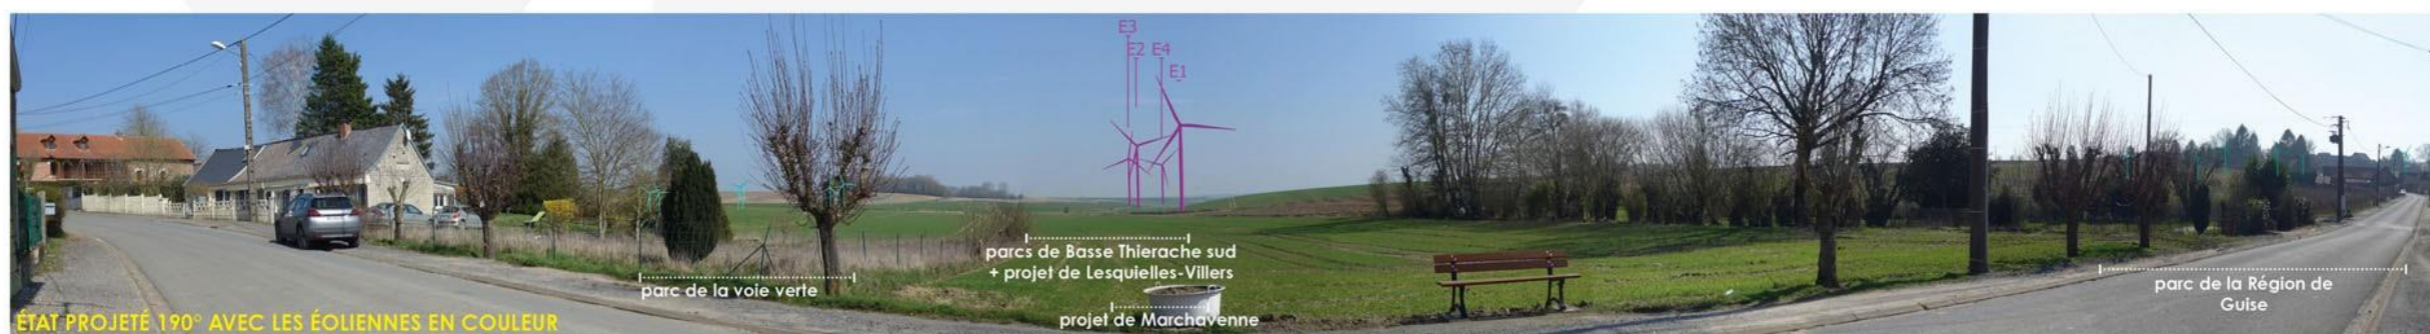 E3
E2 E4
E1
parcs de Basse Thierache sud
+ projet de Lesquielles-Villers
parc de la voie verte
parc de la Région de
Guise
projet de Marchavenne
ÉTAT PROJETÉ 190° AVEC LES ÉOLIENNES EN COULEUR